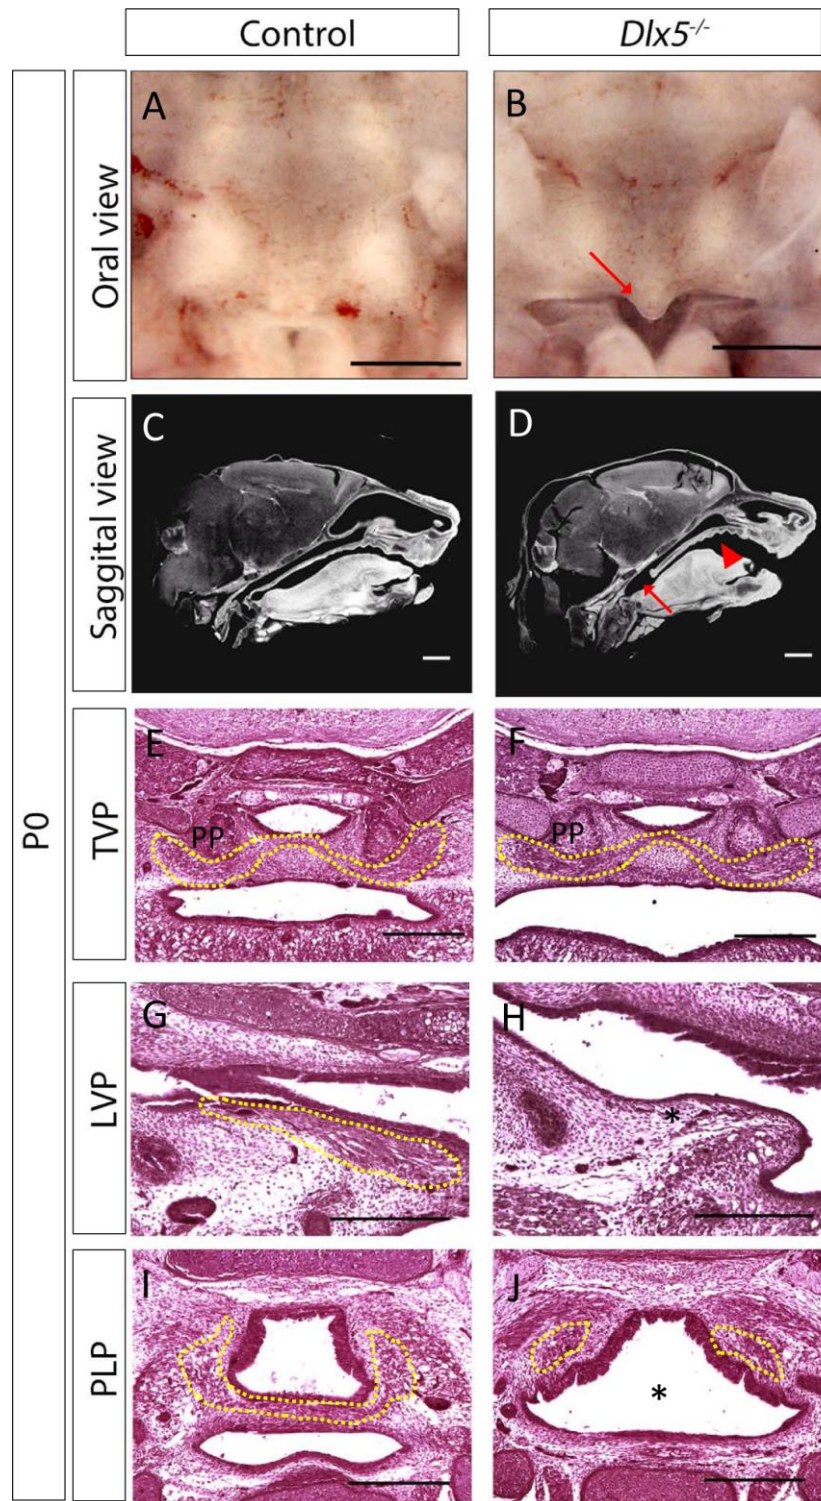 Control
Dlx5-/-
P0
Oral view
A
B
Saggital view
C
D
TVP
E
PP
F
PP
LVP
G
H
*
PLP
I
J
*